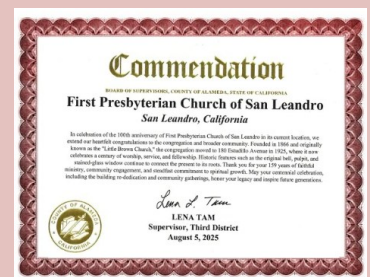 Commendation
BOARD OF SUPERVISORS, COUNTY OF ALAMEDA, STATE OF CALIFORNIA
First Presbyterian Church of San Leandro
San Leandro, California
In celebration of the 100th anniversary of First Presbyterian Church of San Leandro in its current location, we
extend our heartfelt congratulations to the congregation and broader community. Founded in 1866 and originally
known as the "Little Brown Church," the congregation moved to 180 Estudillo Avenue in 1925, where it now
celebrates a century of worship, service, and fellowship. Historic features such as the original bell, pulpit, and
stained-glass window continue to connect the present to its roots. Thank you for your 159 years of faithful
ministry, community engagement, and steadfast commitment to spiritual growth. May your centennial celebration,
including the building re-dedication and community gatherings, honor your legacy and inspire future generations.
Lena L. Tam
LENA TAM
Supervisor, Third District
August 5, 2025
COUNTY OF ALAMEDA
CALIFORNIA